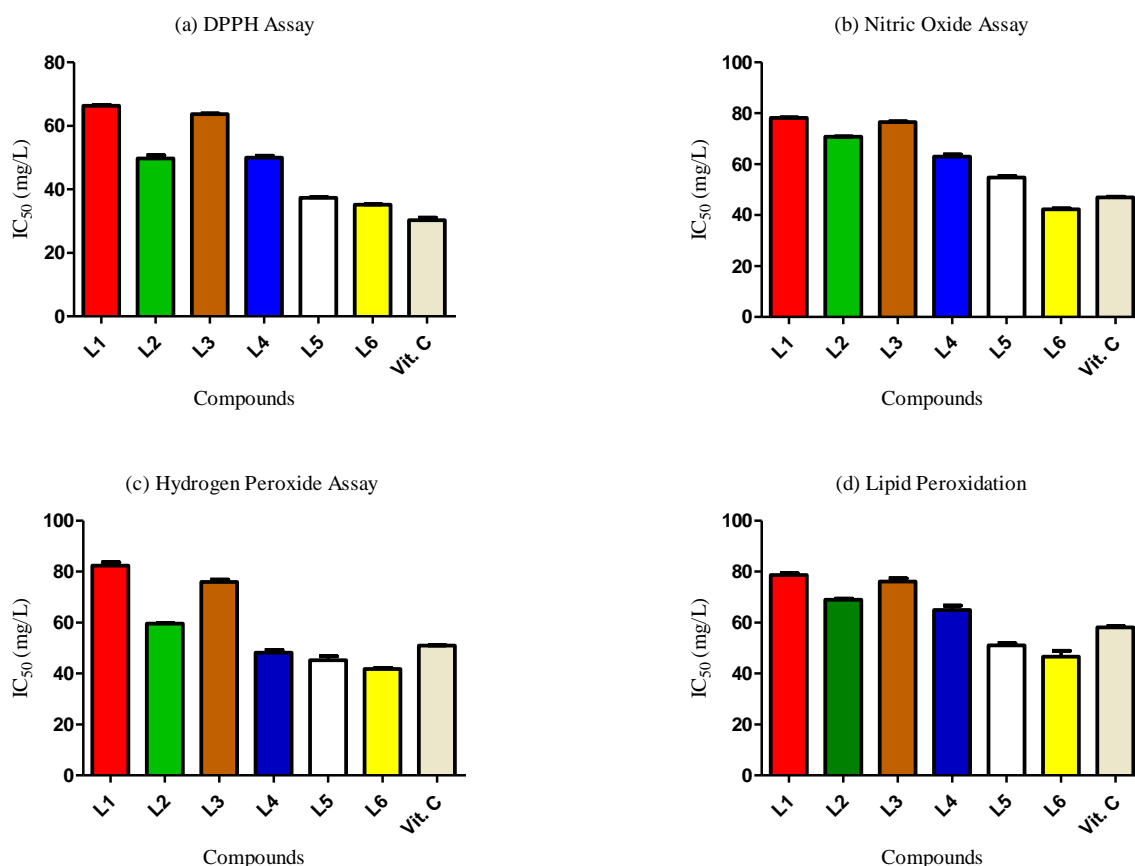 (a) DPPH Assay
80
60
40
20
0
IC50 (mg/L)
L1 L2 L3 L4 L5 L6 Vit. C
Compounds
(b) Nitric Oxide Assay
100
80
60
40
20
0
IC50 (mg/L)
L1 L2 L3 L4 L5 L6 Vit. C
Compounds
(c) Hydrogen Peroxide Assay
100
80
60
40
20
0
IC50 (mg/L)
L1 L2 L3 L4 L5 L6 Vit. C
Compounds
(d) Lipid Peroxidation
100
80
60
40
20
0
IC50 (mg/L)
L1 L2 L3 L4 L5 L6 Vit. C
Compounds